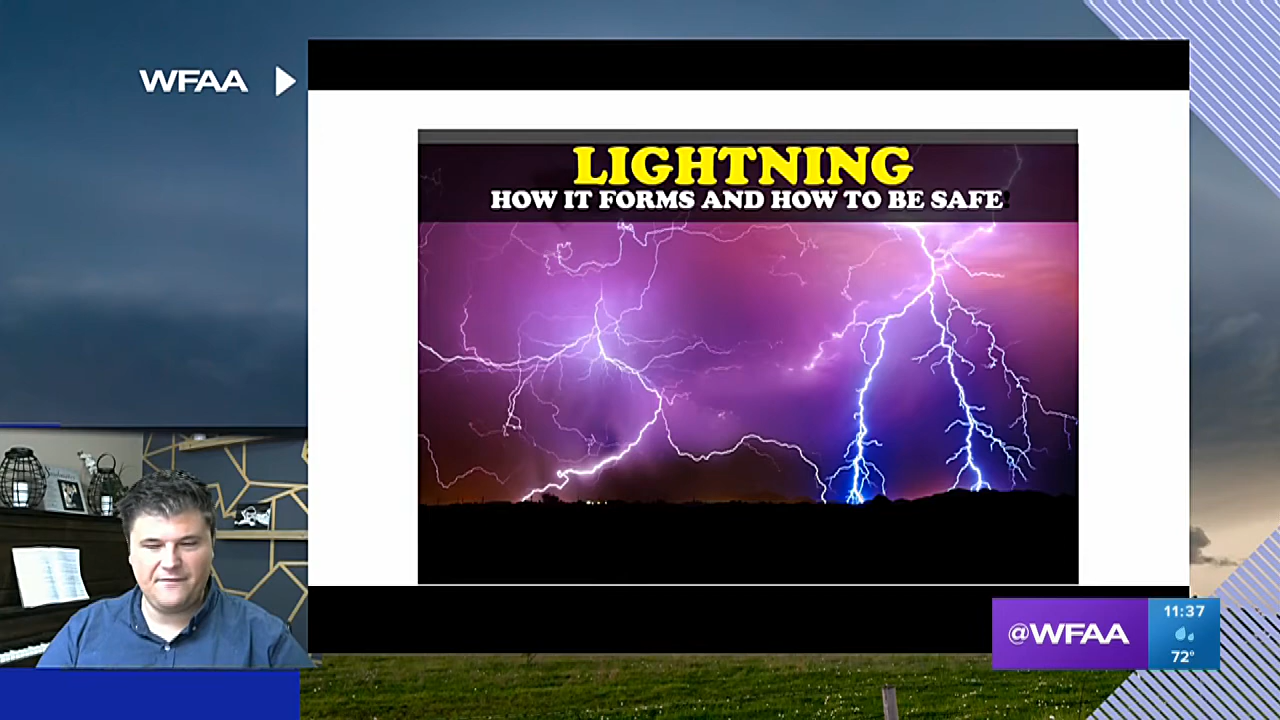 WFAA
LIGHTNING
HOW IT FORMS AND HOW TO BE SAFE!
@WFAA
11:37
72°